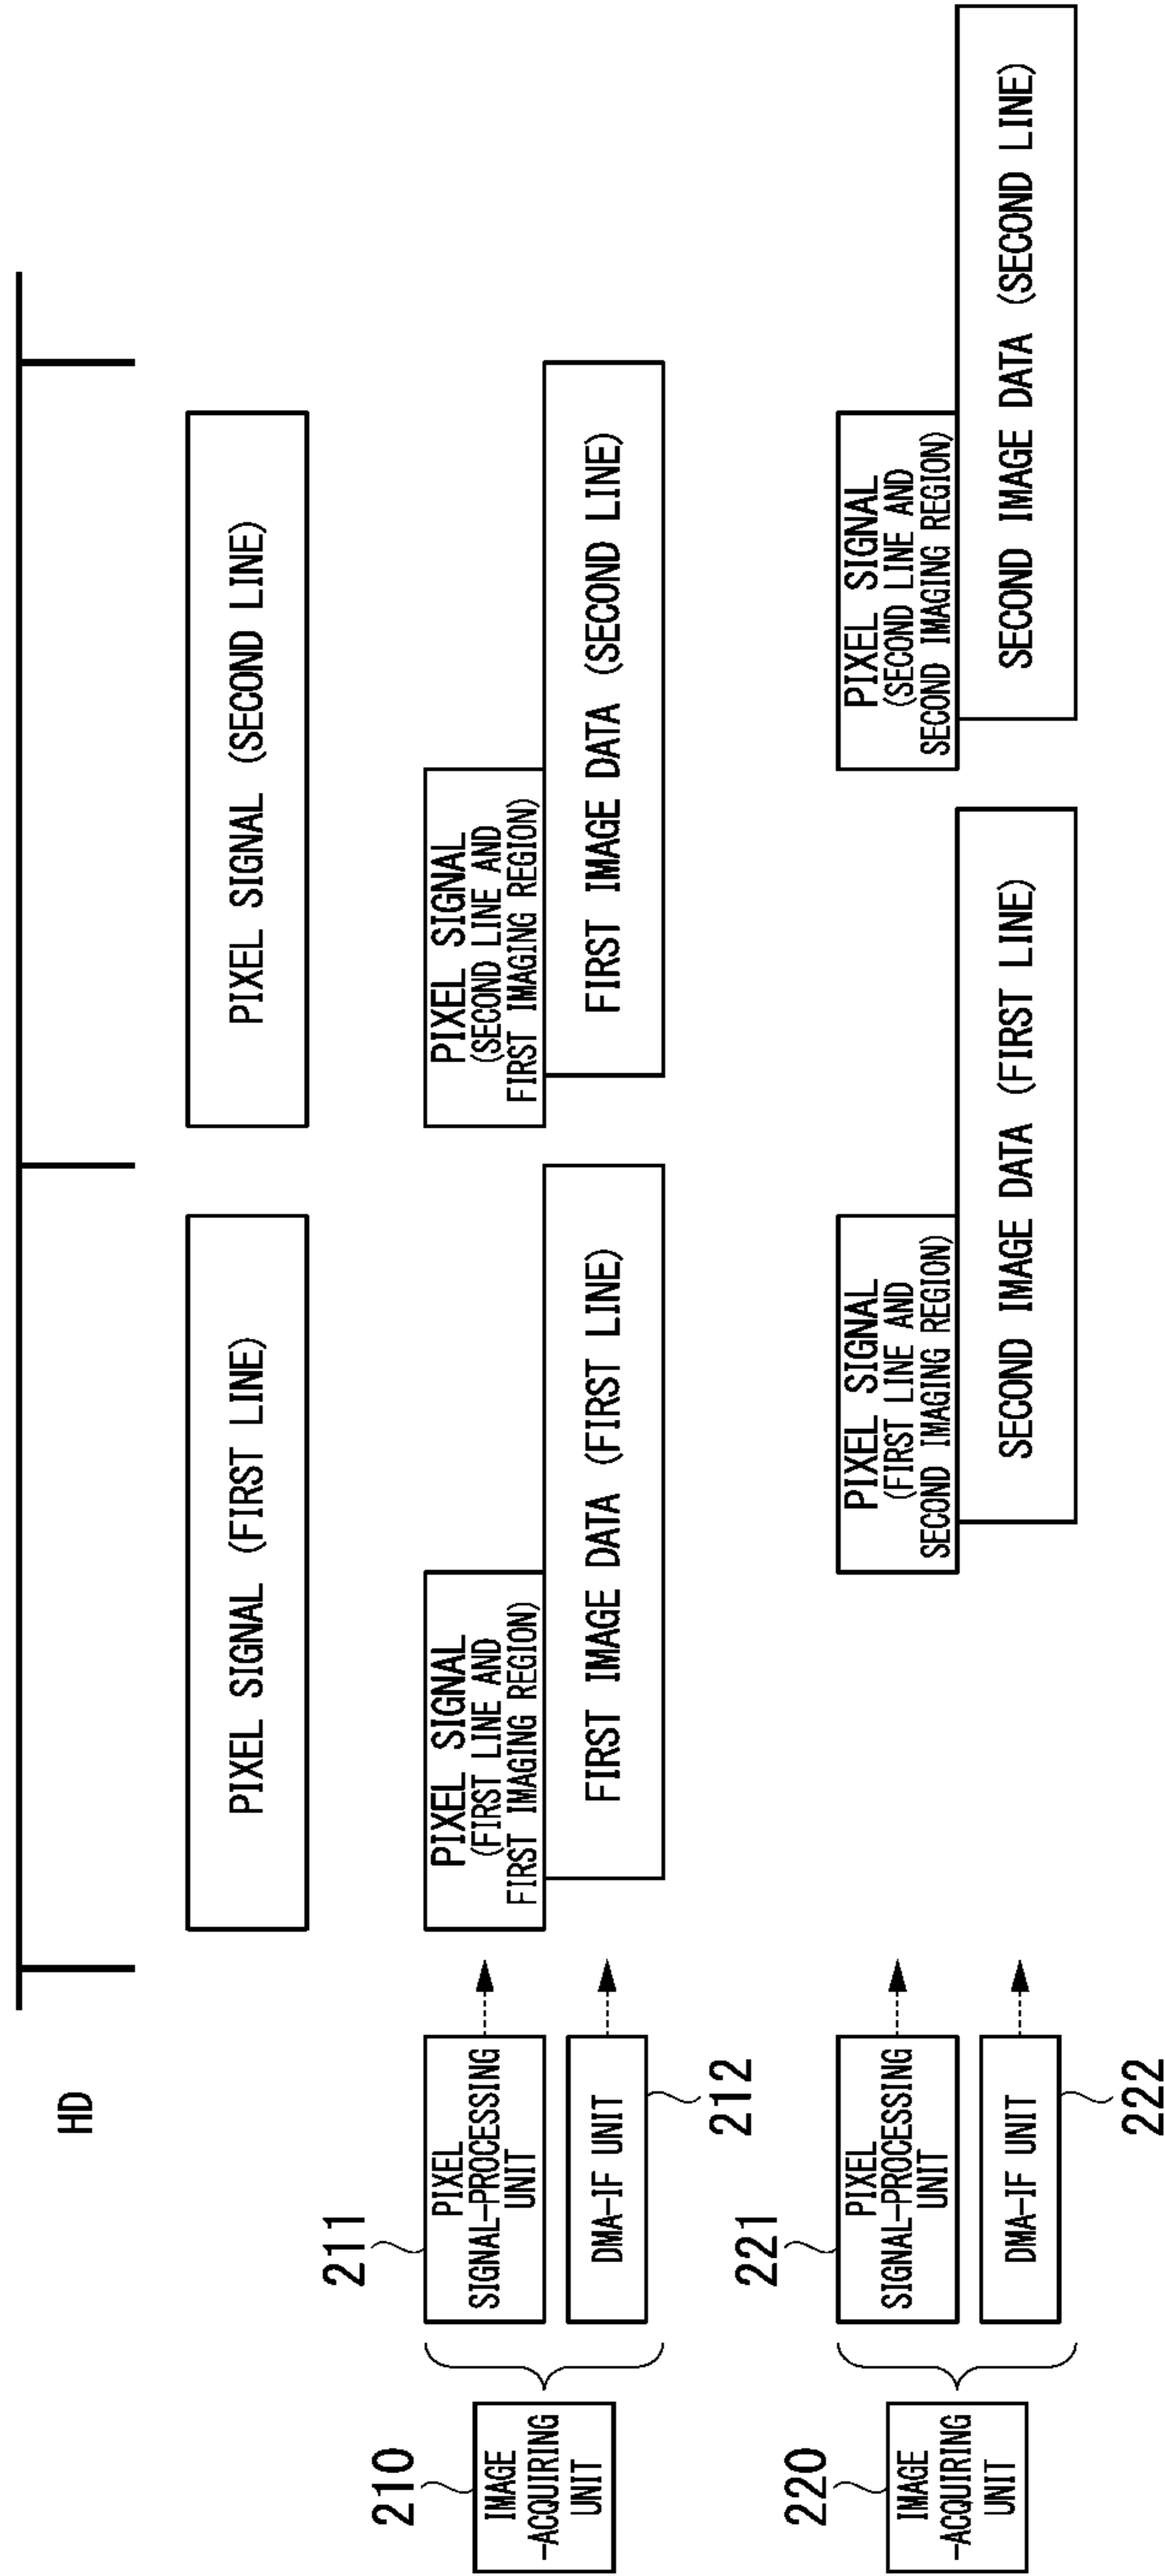 HD
PIXEL SIGNAL (FIRST LINE)
PIXEL SIGNAL (SECOND LINE)
210
IMAGE
-ACQUIRING
UNIT
211
PIXEL
SIGNAL-PROCESSING
UNIT
DMA-IF UNIT
212
PIXEL SIGNAL
(FIRST LINE AND
FIRST IMAGING REGION)
FIRST IMAGE DATA (FIRST LINE)
PIXEL SIGNAL
(SECOND LINE AND
FIRST IMAGING REGION)
FIRST IMAGE DATA (SECOND LINE)
220
IMAGE
-ACQUIRING
UNIT
221
PIXEL
SIGNAL-PROCESSING
UNIT
DMA-IF UNIT
222
PIXEL SIGNAL
(FIRST LINE AND
SECOND IMAGING REGION)
SECOND IMAGE DATA (FIRST LINE)
PIXEL SIGNAL
(SECOND LINE AND
SECOND IMAGING REGION)
SECOND IMAGE DATA (SECOND LINE)